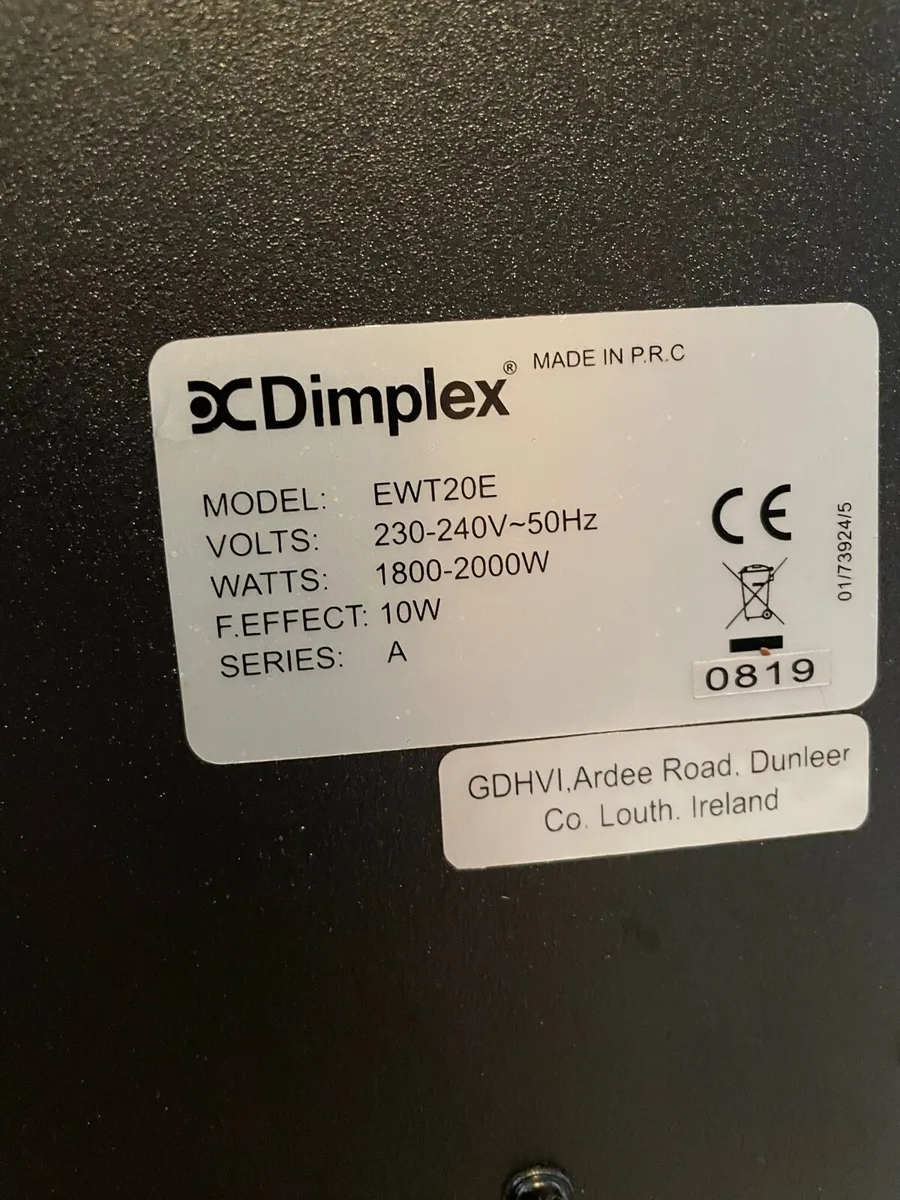 Dimplex® MADE IN P.R.C
MODEL: EWT20E
VOLTS: 230-240V~50Hz
WATTS: 1800-2000W
F.EFFECT: 10W
SERIES: A
CE
01/73924/5
0819
GDHVI,Ardee Road. Dunleer
Co. Louth. Ireland